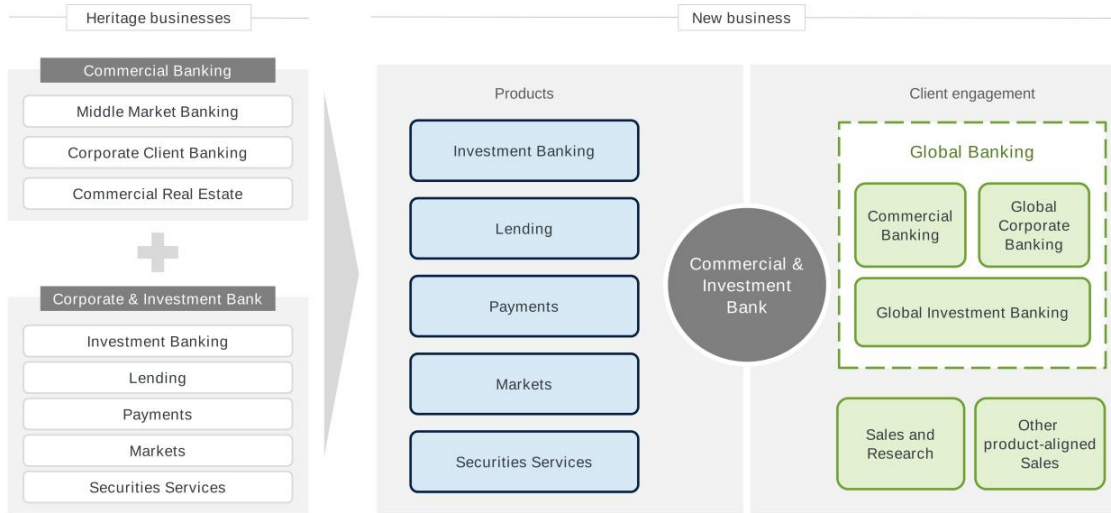 Heritage businesses
Commercial Banking
Middle Market Banking
Corporate Client Banking
Commercial Real Estate
Corporate & Investment Bank
Investment Banking
Lending
Payments
Markets
Securities Services
New business
Products
Investment Banking
Lending
Payments
Markets
Securities Services
Commercial &
Investment
Bank
Client engagement
Global Banking
Commercial
Banking
Global
Corporate
Banking
Global Investment Banking
Sales and
Research
Other
product-aligned
Sales